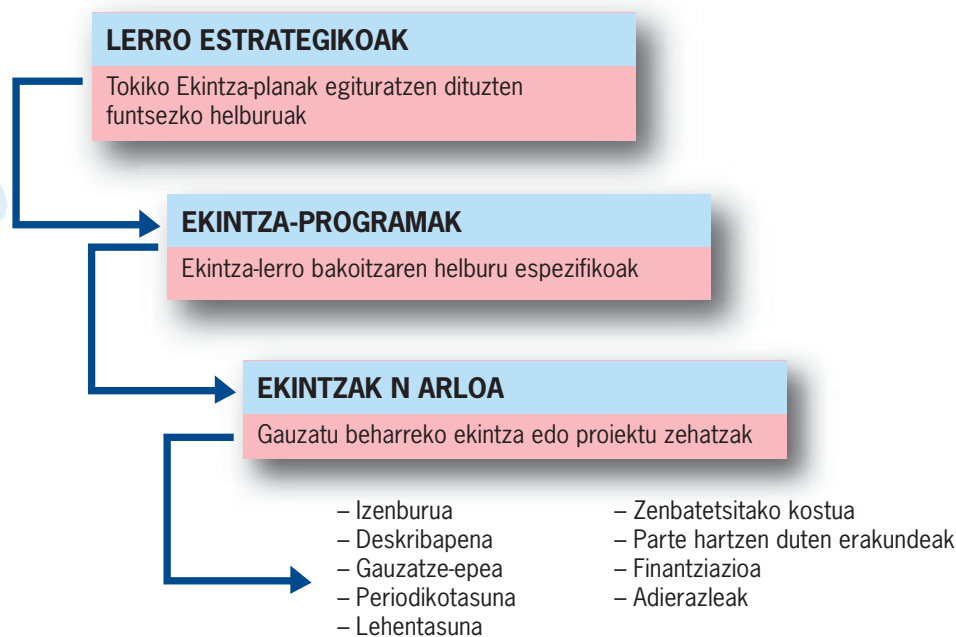 LERRO ESTRATEGIKOAK
Tokiko Ekintza-planak egituratzen dituzten
funtsezko helburuak
EKINTZA-PROGRAMAK
Ekintza-lerro bakoitzaren helburu espezifikoak
EKINTZAK N ARLOA
Gauzatu beharreko ekintza edo proiektu zehatzak
– Izenburua
– Deskribapena
– Gauzatze-epea
– Periodikotasuna
– Lehentasuna
– Zenbatetsitako kostua
– Parte hartzen duten erakundeak
– Finantziazioa
– Adierazleak